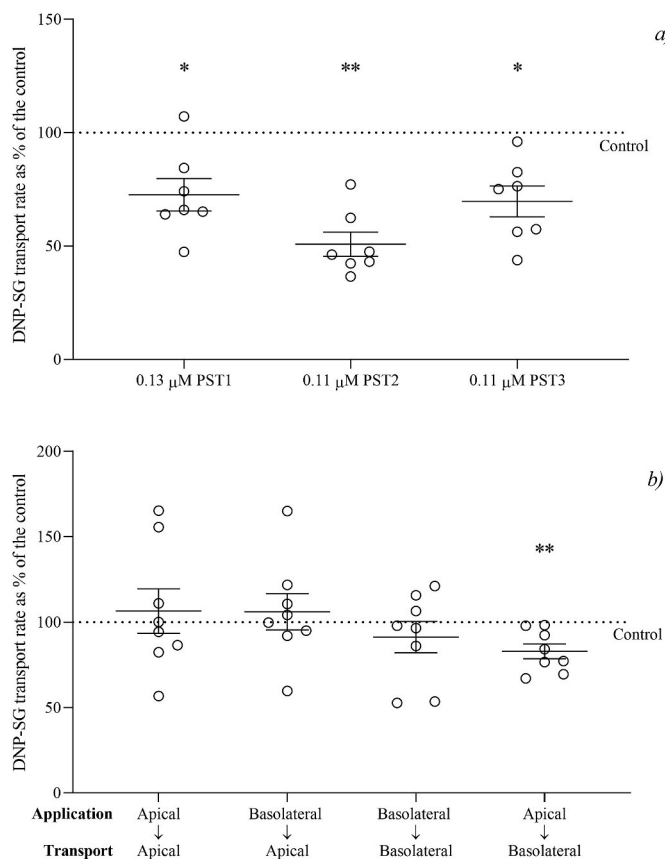 a)
150
100
50
0
DNP-SG transport rate as % of the control
* ** *
Control
0.13 µM PST1 0.11 µM PST2 0.11 µM PST3
b)
200
150
100
50
0
DNP-SG transport rate as % of the control
**
Control
Application Apical Basolateral Basolateral Apical
↓ ↓ ↓ ↓
Transport Apical Apical Basolateral Basolateral